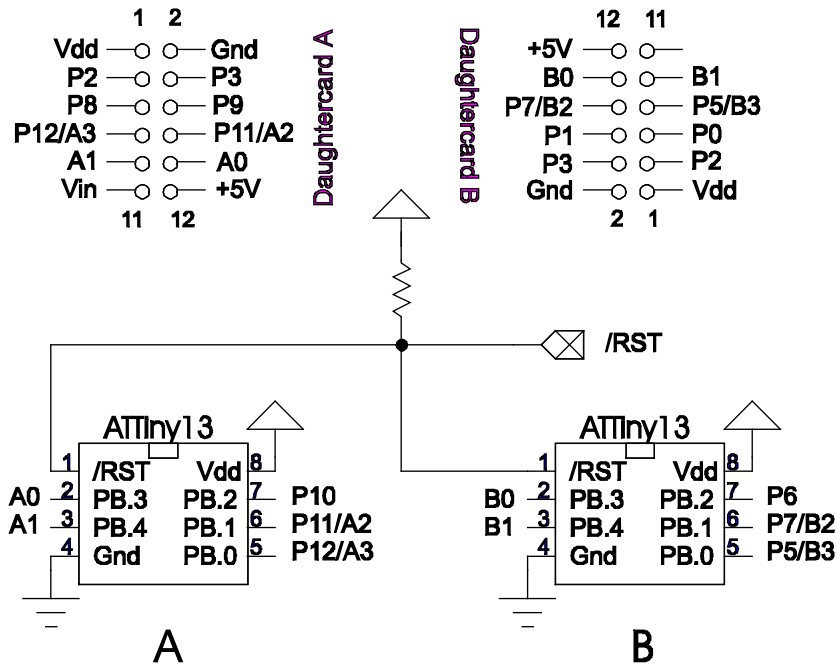 1 2
Vdd Gnd
P2 P3
P8 P9
P12/A3 P11/A2
A1 A0
Vin +5V
11 12
Daughtercard A
Daughtercard B
12 11
+5V
B0 B1
P7/B2 P5/B3
P1 P0
P3 P2
Gnd Vdd
2 1
/RST
ATTiny13
1 /RST Vdd 8
A0 2 PB.3 PB.2 7 P10
A1 3 PB.4 PB.1 6 P11/A2
4 Gnd PB.0 5 P12/A3
A
ATTiny13
1 /RST Vdd 8
B0 2 PB.3 PB.2 7 P6
B1 3 PB.4 PB.1 6 P7/B2
4 Gnd PB.0 5 P5/B3
B